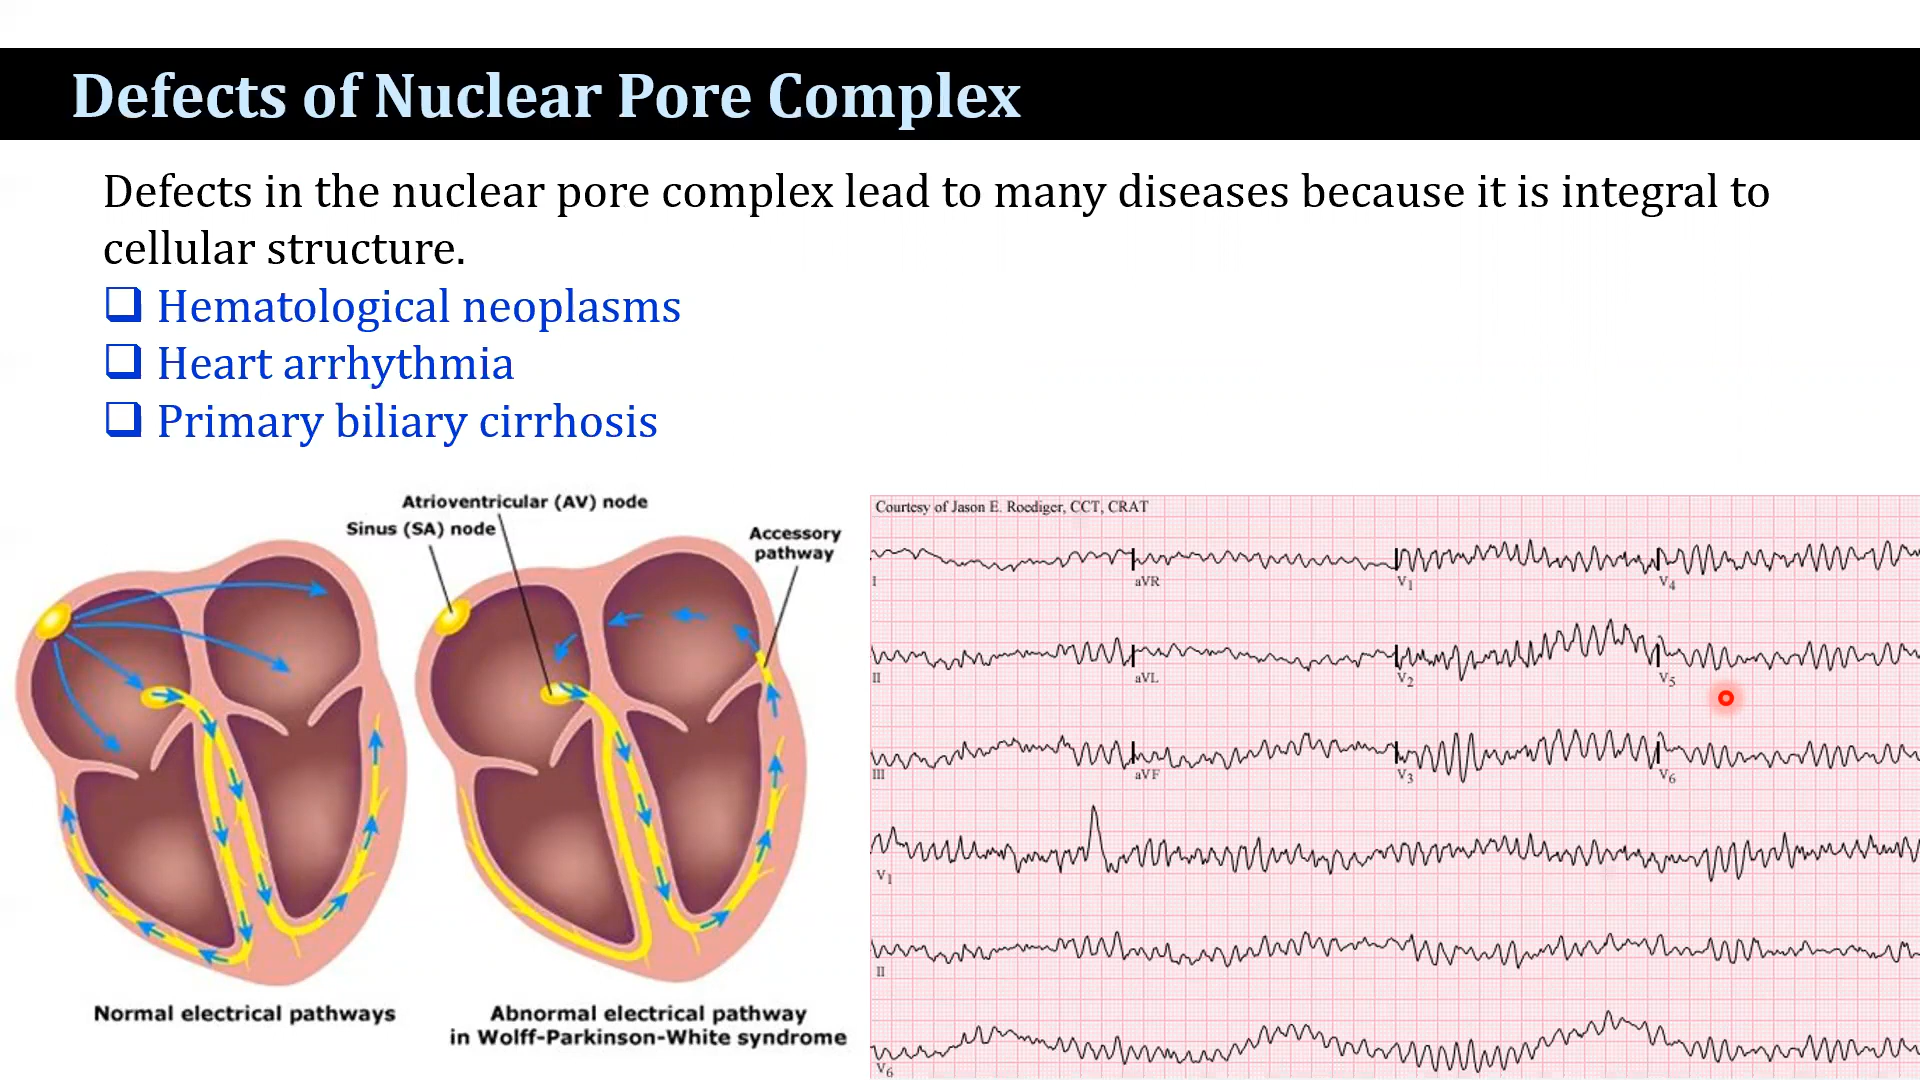 Defects of Nuclear Pore Complex
Defects in the nuclear pore complex lead to many diseases because it is integral to
cellular structure.
Hematological neoplasms
Heart arrhythmia
Primary biliary cirrhosis
Atrioventricular (AV) node
Sinus (SA) node
Accessory
pathway
Normal electrical pathways
Abnormal electrical pathway
in Wolff-Parkinson-White syndrome
Courtesy of Jason E. Roediger, CCT, CRAT
I aVR V1 V4
II aVL V2 V5
III aVF V3 V6
V1
II
V6